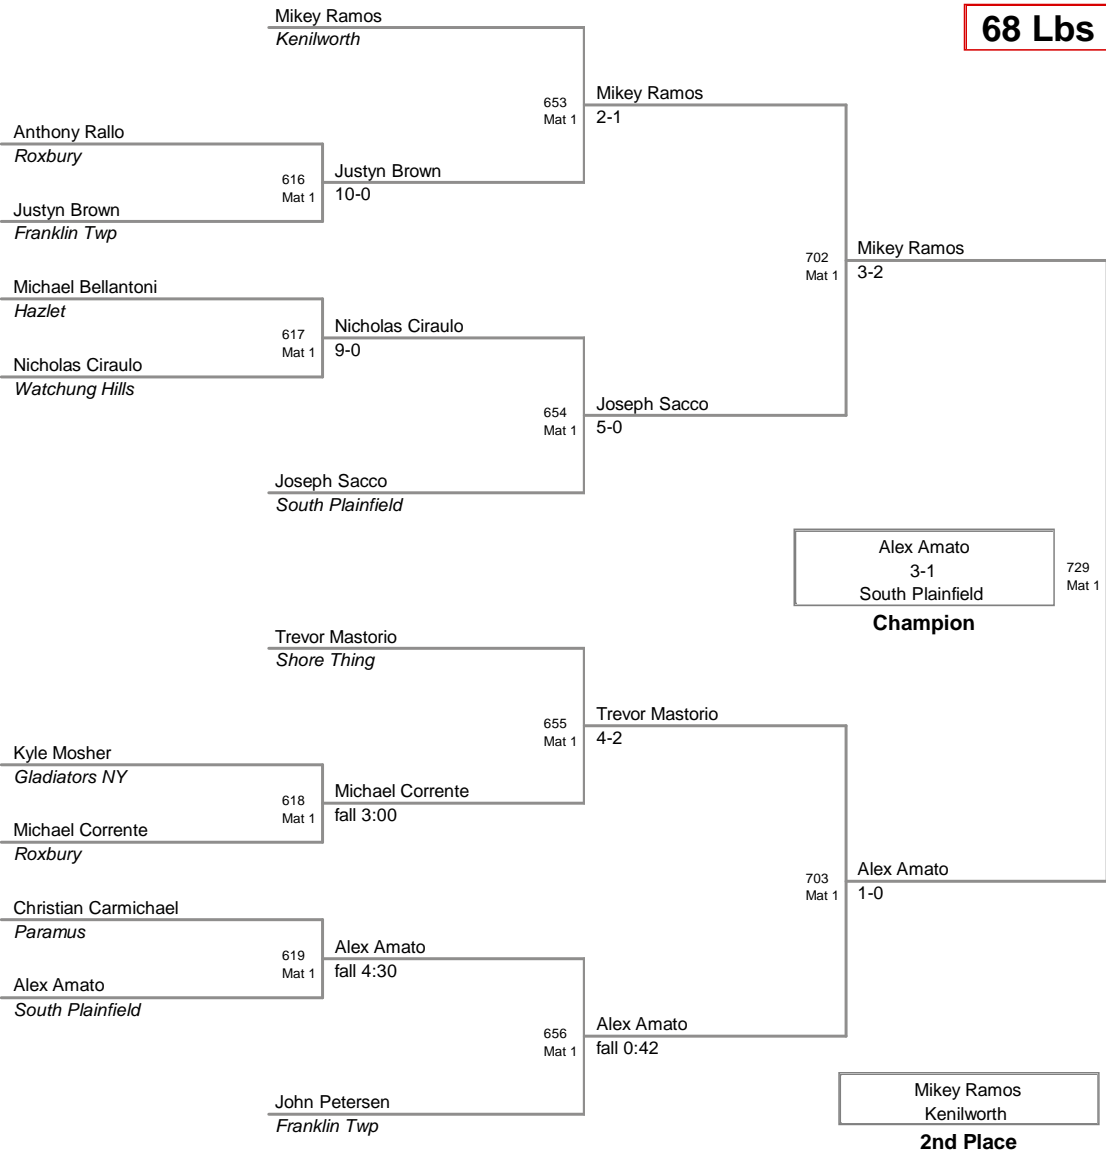 68 Lbs
Mikey Ramos
Kenilworth
653
Mat 1
Mikey Ramos
2-1
Anthony Rallo
Roxbury
616
Mat 1
Justyn Brown
10-0
Justyn Brown
Franklin Twp
702
Mat 1
Mikey Ramos
3-2
Michael Bellantoni
Hazlet
617
Mat 1
Nicholas Ciraulo
9-0
Nicholas Ciraulo
Watchung Hills
654
Mat 1
Joseph Sacco
5-0
Joseph Sacco
South Plainfield
Alex Amato
3-1
South Plainfield
Champion
729
Mat 1
Trevor Mastorio
Shore Thing
655
Mat 1
Trevor Mastorio
4-2
Kyle Mosher
Gladiators NY
618
Mat 1
Michael Corrente
fall 3:00
Michael Corrente
Roxbury
703
Mat 1
Alex Amato
1-0
Christian Carmichael
Paramus
619
Mat 1
Alex Amato
fall 4:30
Alex Amato
South Plainfield
656
Mat 1
Alex Amato
fall 0:42
John Petersen
Franklin Twp
Mikey Ramos
Kenilworth
2nd Place